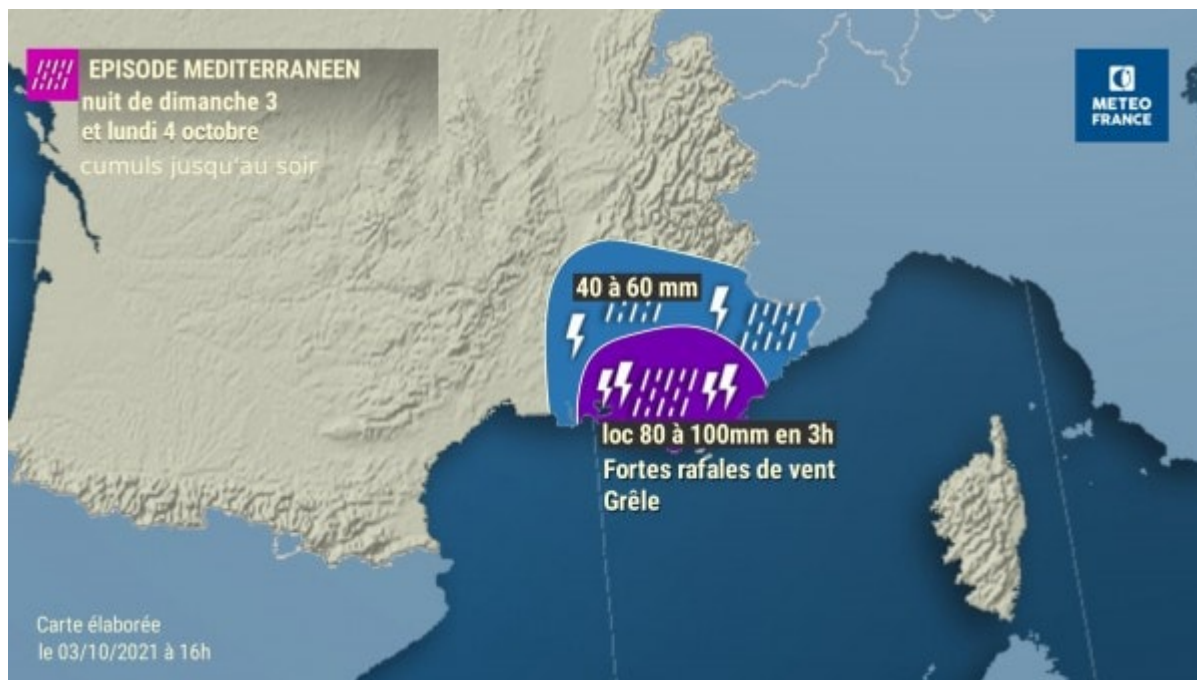 EPISODE MEDITERRANEEN
nuit de dimanche 3
et lundi 4 octobre
cumuls jusqu'au soir
METEO
FRANCE
40 à 60 mm
loc 80 à 100mm en 3h
Fortes rafales de vent
Grêle
Carte élaborée
le 03/10/2021 à 16h